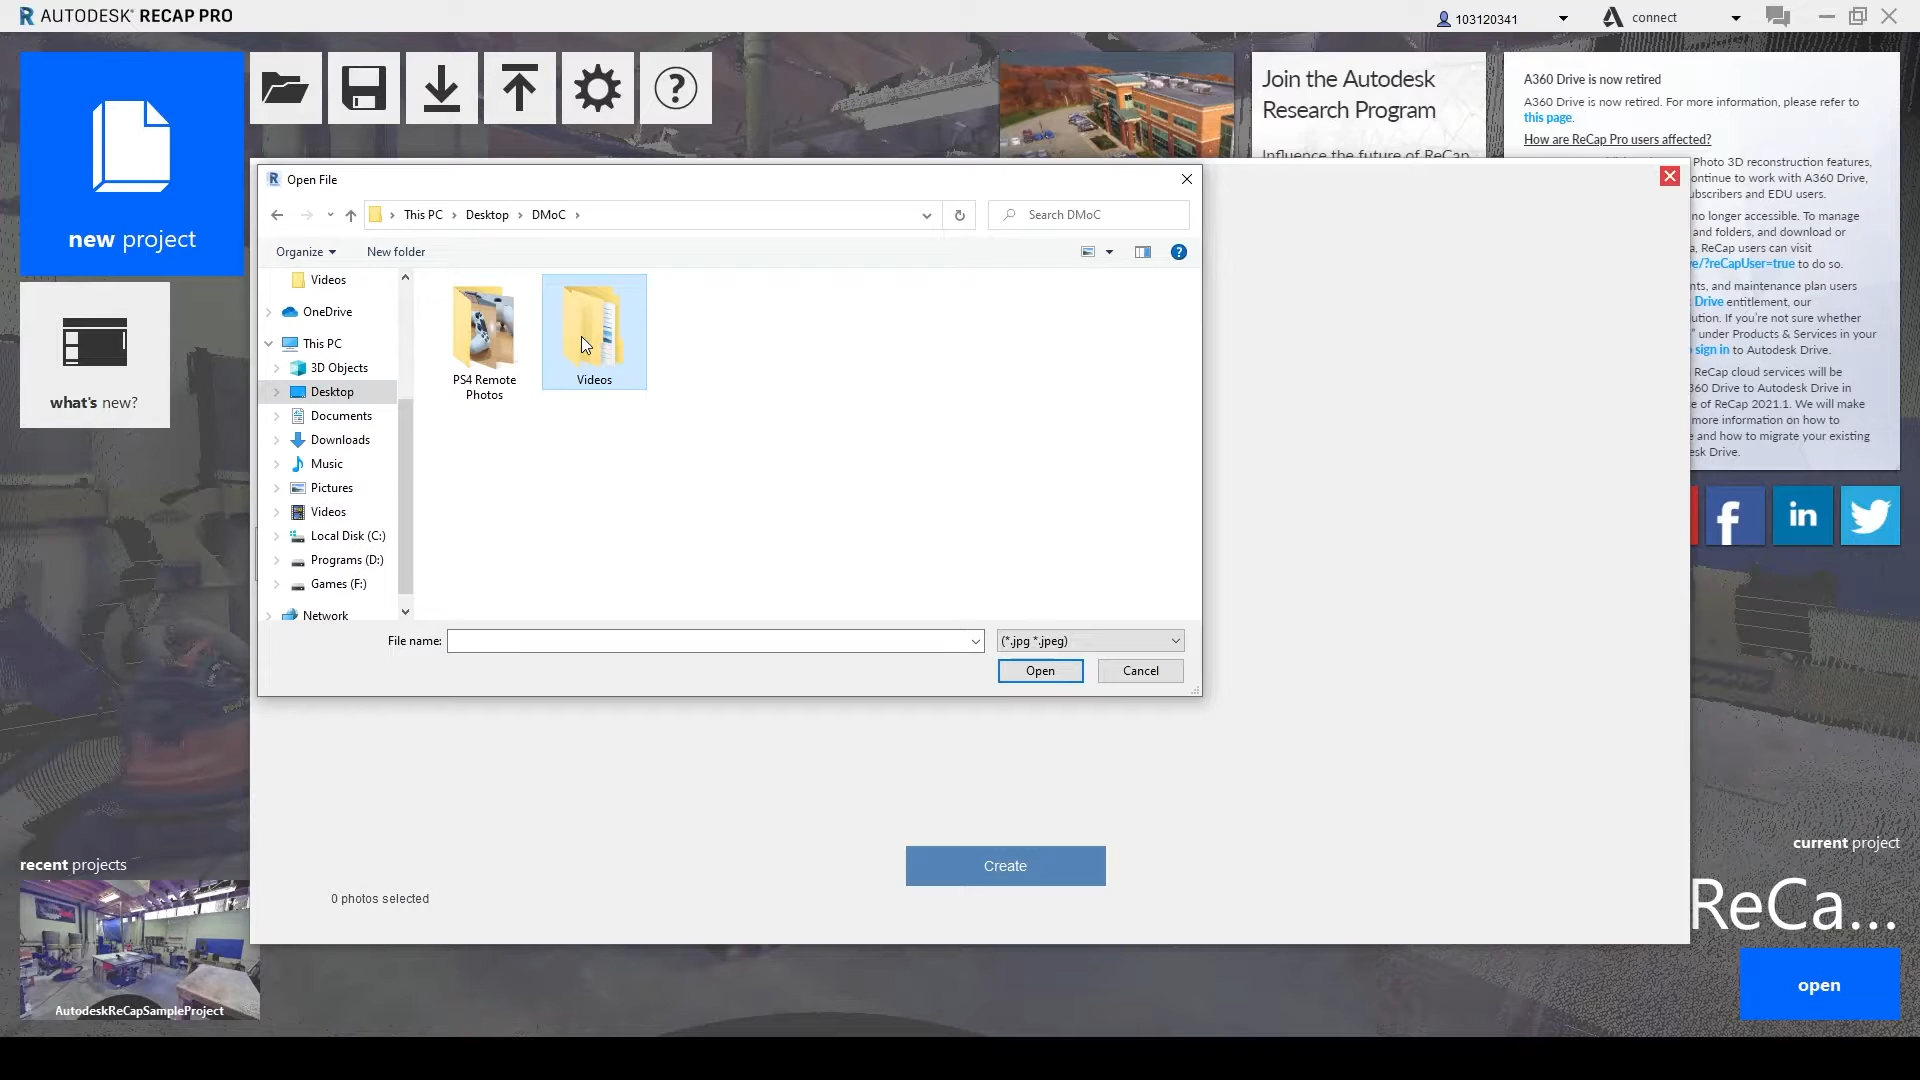 AUTODESK® RECAP PRO
103120341
connect
new project
what's new?
Join the Autodesk
Research Program
Influence the future of ReCap
A360 Drive is now retired
A360 Drive is now retired. For more information, please refer to
this page.
How are ReCap Pro users affected?
Photo 3D reconstruction features,
ontinue to work with A360 Drive,
ubscribers and EDU users.
no longer accessible. To manage
and folders, and download or
a, ReCap users can visit
e/?reCapUser=true to do so.
nts, and maintenance plan users
Drive entitlement, our
lution. If you're not sure whether
" under Products & Services in your
o sign in to Autodesk Drive.
ReCap cloud services will be
360 Drive to Autodesk Drive in
e of ReCap 2021.1. We will make
more information on how to
e and how to migrate your existing
esk Drive.
Open File
This PC > Desktop > DMoC >
Search DMoC
Organize
New folder
Videos
OneDrive
This PC
3D Objects
Desktop
Documents
Downloads
Music
Pictures
Videos
Local Disk (C:)
Programs (D:)
Games (F:)
Network
PS4 Remote
Photos
Videos
File name:
(*.jpg *.jpeg)
Open
Cancel
Create
0 photos selected
recent projects
AutodeskReCapSampleProject
current project
ReCa...
open